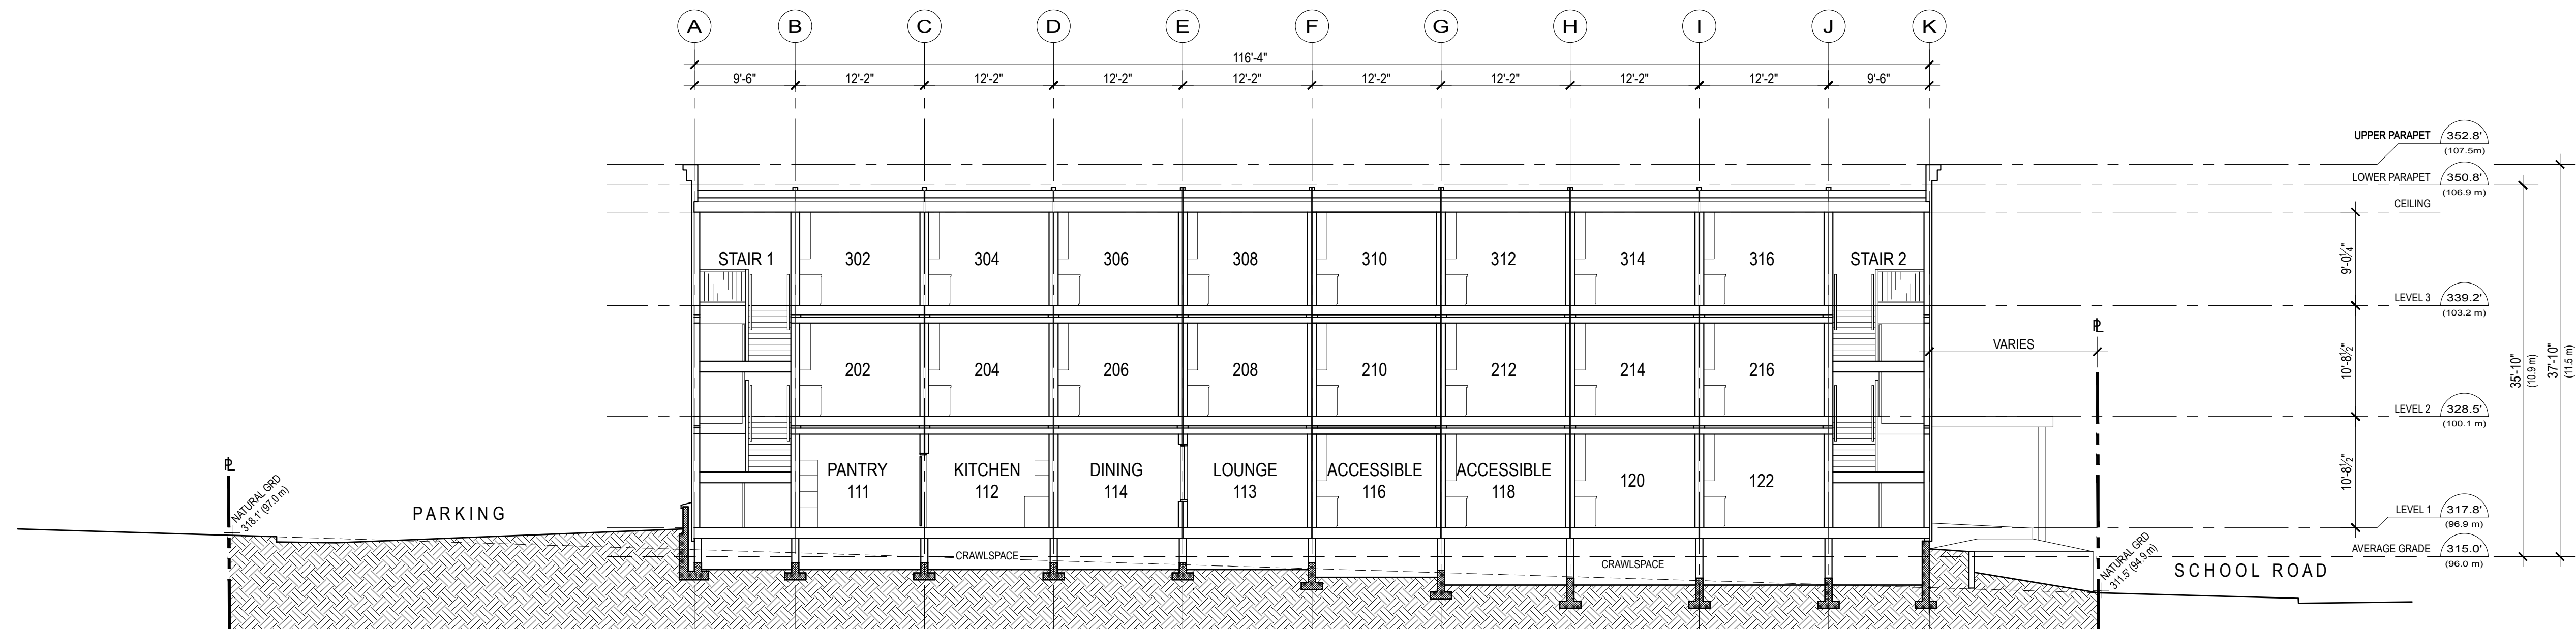 A B C D E F G H I J K
116'-4"
9'-6" 12'-2" 12'-2" 12'-2" 12'-2" 12'-2" 12'-2" 12'-2" 12'-2" 9'-6"
UPPER PARAPET 352.8'
(107.5m)
LOWER PARAPET 350.8'
(106.9 m)
CEILING
STAIR 1 302 304 306 308 310 312 314 316 STAIR 2
9'-0¼"
LEVEL 3 339.2'
(103.2 m)
VARIES
PL
202 204 206 208 210 212 214 216
10'-8½"
35'-10"
(10.9 m)
37'-10"
(11.5 m)
LEVEL 2 328.5'
(100.1 m)
PL
NATURAL GRD
318.1' (97.0 m)
PARKING
PANTRY
111
KITCHEN
112
DINING
114
LOUNGE
113
ACCESSIBLE
116
ACCESSIBLE
118
120
122
10'-8½"
LEVEL 1 317.8'
(96.9 m)
CRAWLSPACE
CRAWLSPACE
AVERAGE GRADE 315.0'
(96.0 m)
NATURAL GRD
311.5' (94.9 m)
SCHOOL ROAD